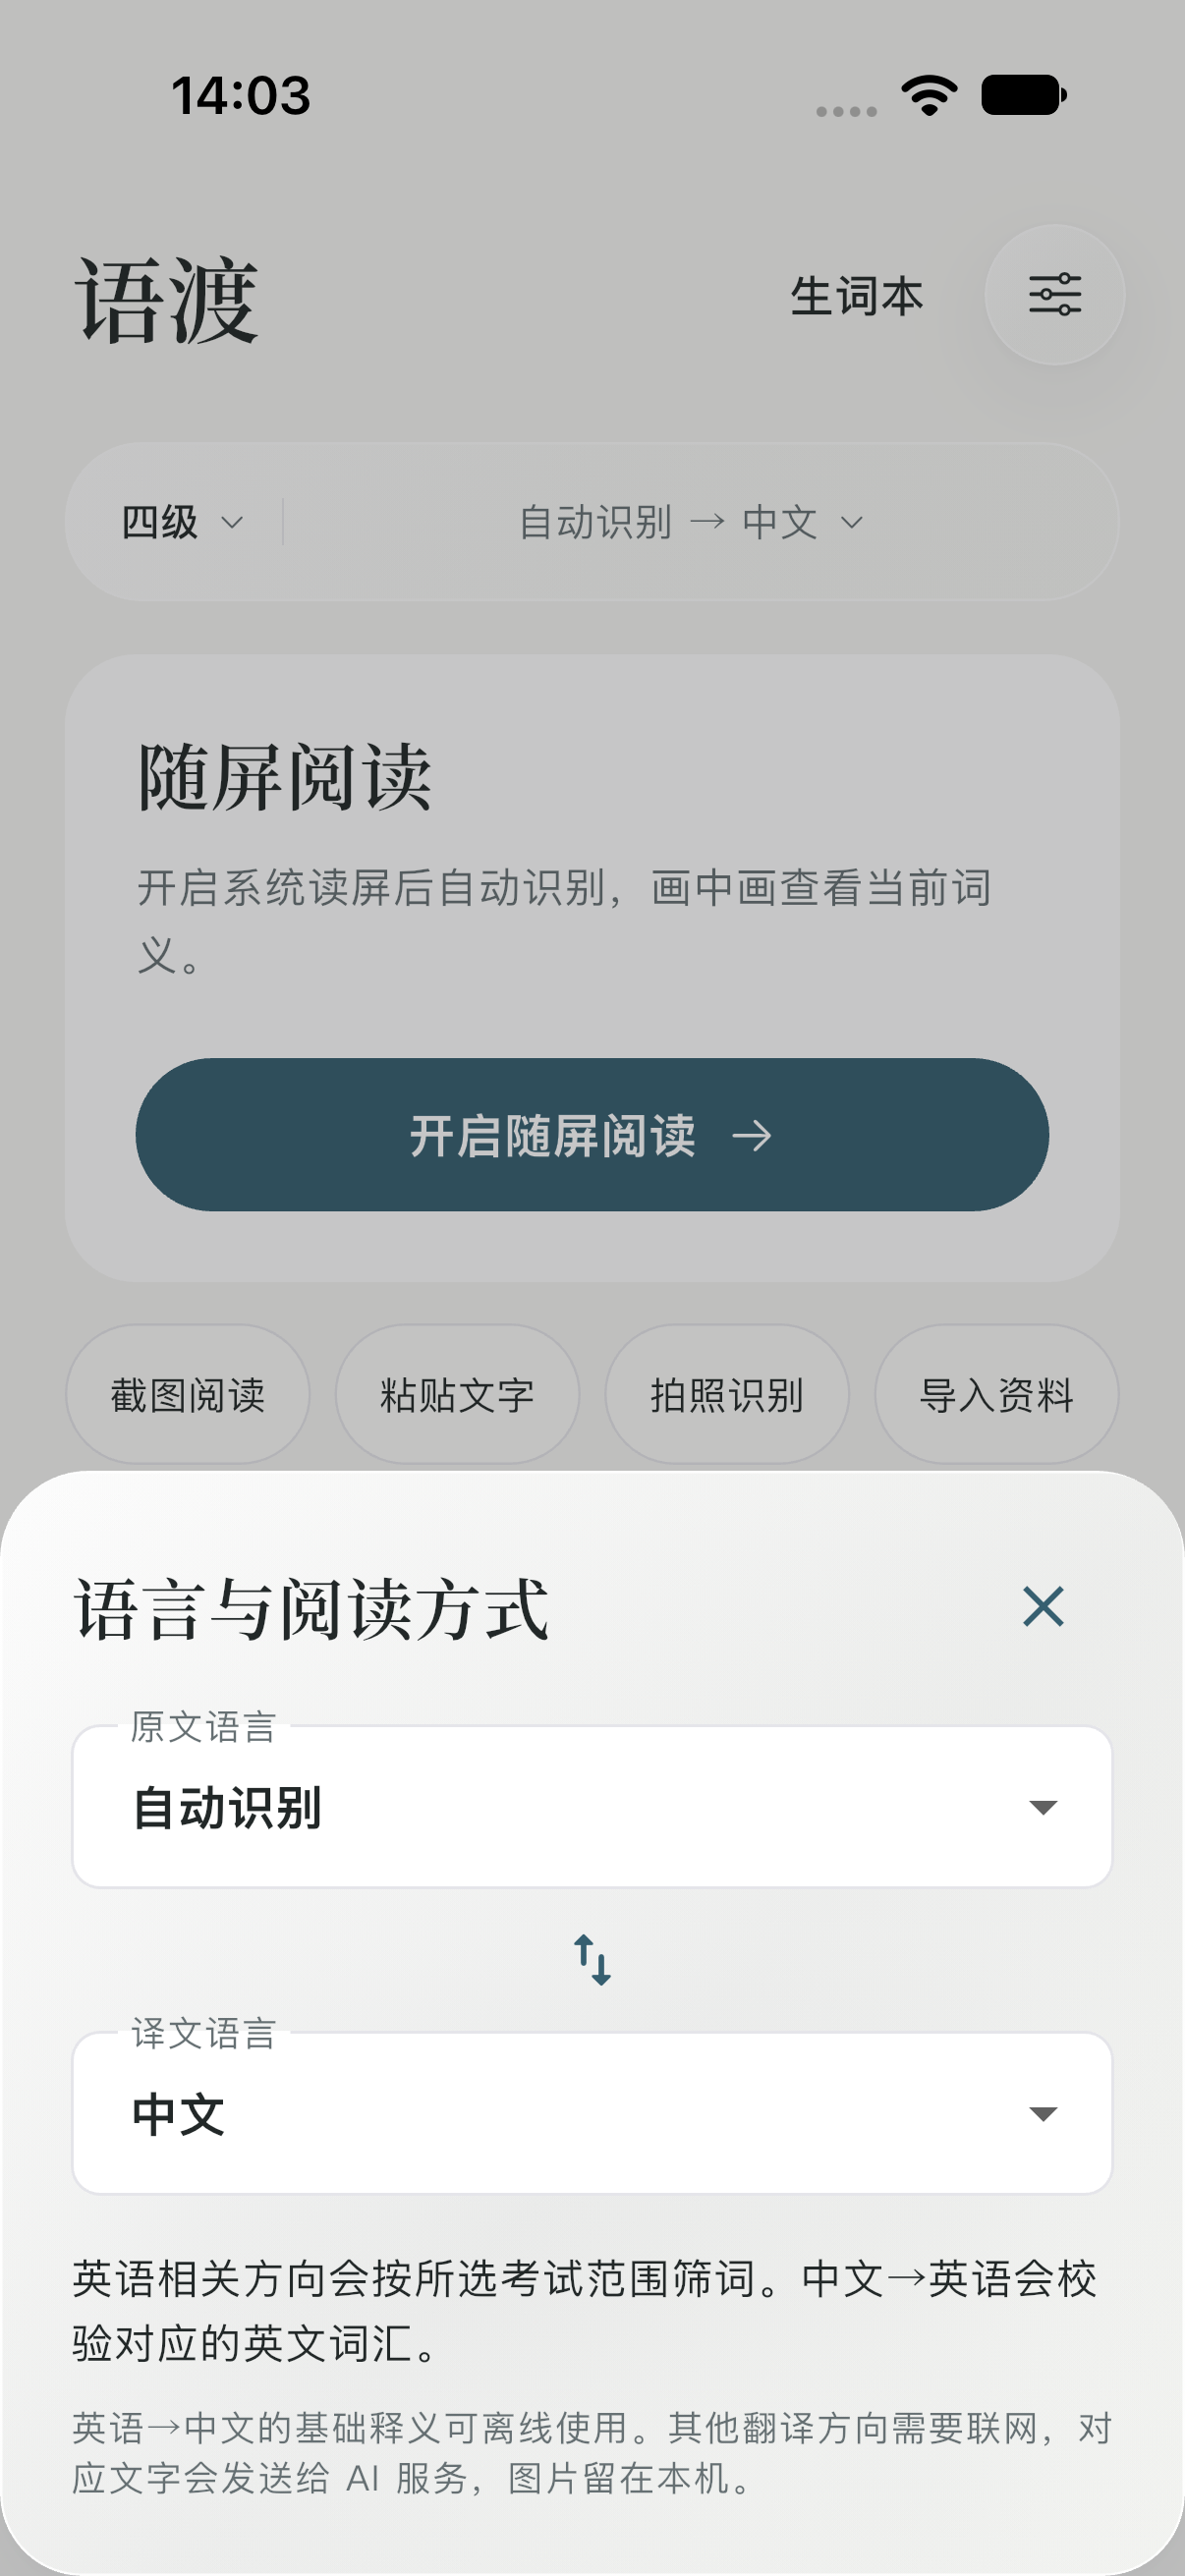 14:03
语渡
生词本
四级
自动识别 → 中文
随屏阅读
开启系统读屏后自动识别，画中画查看当前词
义。
开启随屏阅读 →
截图阅读
粘贴文字
拍照识别
导入资料
语言与阅读方式
原文语言
自动识别
译文语言
中文
英语相关方向会按所选考试范围筛词。中文→英语会校
验对应的英文词汇。
英语→中文的基础释义可离线使用。其他翻译方向需要联网，对
应文字会发送给 AI 服务，图片留在本机。